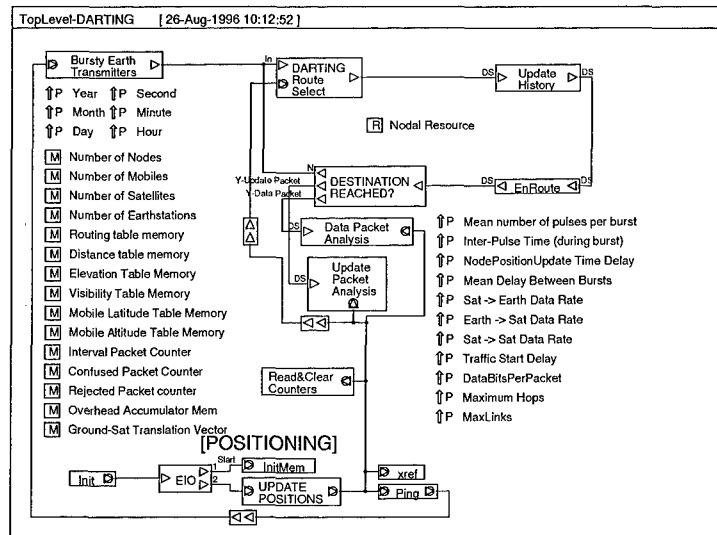 TopLevel-DARTING [ 26-Aug-1996 10:12:52 ]
Bursty Earth
Transmitters
In
DARTING
Route
Select
DS
Update
History
DS
P Year P Second
P Month P Minute
P Day P Hour
R Nodal Resource
M Number of Nodes
M Number of Mobiles
M Number of Satellites
M Number of Earthstations
M Routing table memory
M Distance table memory
M Elevation Table Memory
M Visibility Table Memory
M Mobile Latitude Table Memory
M Mobile Altitude Table Memory
M Interval Packet Counter
M Confused Packet Counter
M Rejected Packet counter
M Overhead Accumulator Mem
M Ground-Sat Translation Vector
N
Y-Update Packet
Y-Data Packet
DESTINATION
REACHED?
DS
EnRoute
DS
DS
Data Packet
Analysis
DS
Update
Packet
Analysis
P Mean number of pulses per burst
P Inter-Pulse Time (during burst)
P NodePositionUpdate Time Delay
P Mean Delay Between Bursts
P Sat -> Earth Data Rate
P Earth -> Sat Data Rate
P Sat -> Sat Data Rate
P Traffic Start Delay
P DataBitsPerPacket
P Maximum Hops
P MaxLinks
Read&Clear
Counters
[POSITIONING]
Init
EIO
1
Start
2
InitMem
UPDATE
POSITIONS
xref
Ping